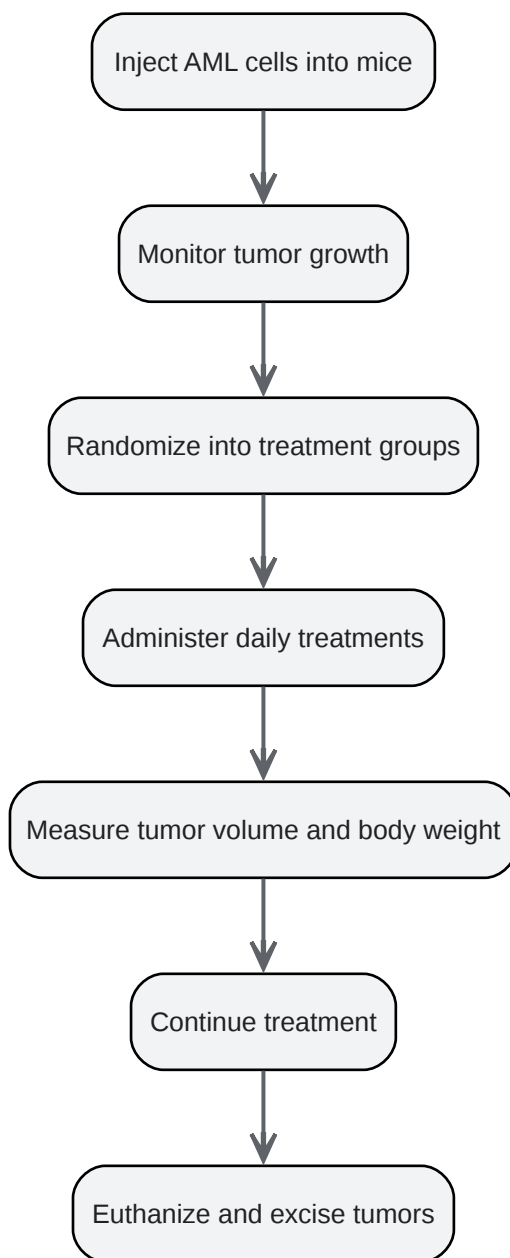 Inject AML cells into mice
Monitor tumor growth
Randomize into treatment groups
Administer daily treatments
Measure tumor volume and body weight
Continue treatment
Euthanize and excise tumors